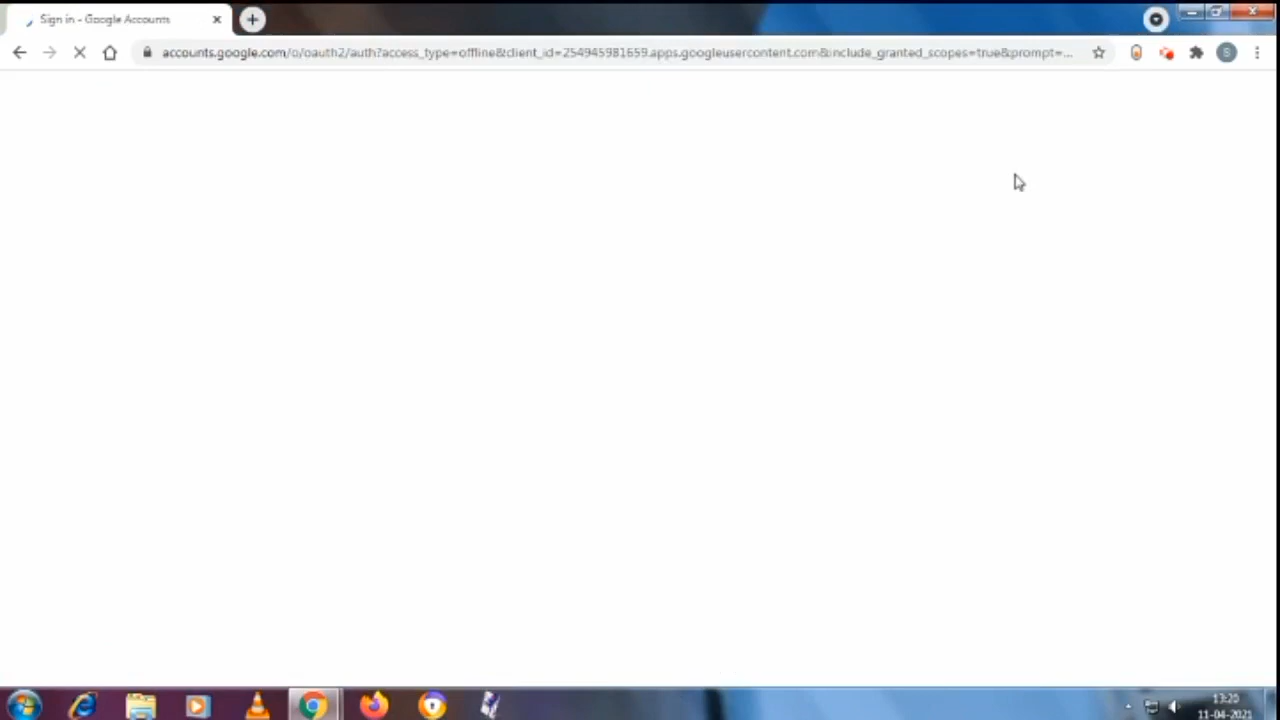 Sign in - Google Accounts
accounts.google.com/o/oauth2/auth?access_type=offline&client_id=254945981659.apps.googleusercontent.com&include_granted_scopes=true&prompt=...
S
13:20
11-04-2021